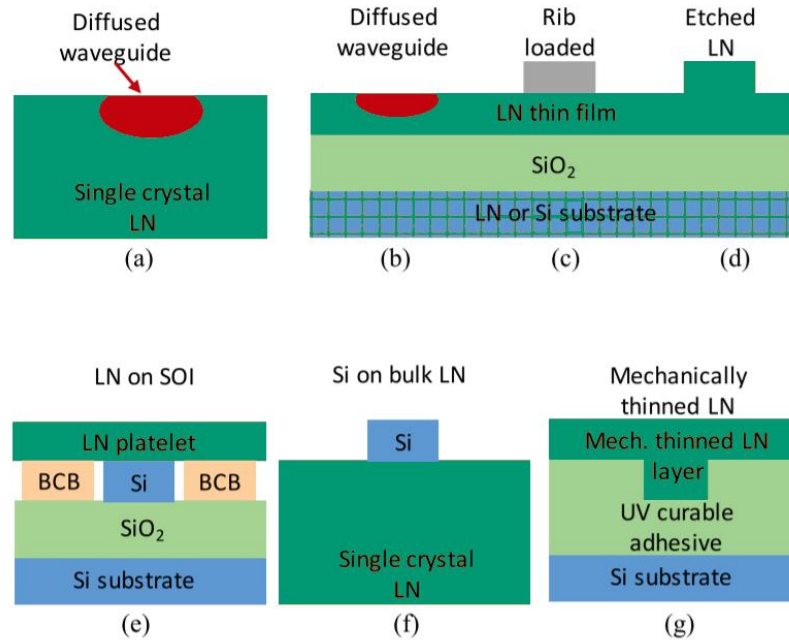 Diffused
waveguide
Single crystal
LN
(a)
Diffused
waveguide
Rib
loaded
Etched
LN
LN thin film
SiO₂
LN or Si substrate
(b)
(c)
(d)
LN on SOI
LN platelet
BCB
Si
BCB
SiO₂
Si substrate
(e)
Si on bulk LN
Si
Single crystal
LN
(f)
Mechanically
thinned LN
Mech. thinned LN
layer
UV curable
adhesive
Si substrate
(g)